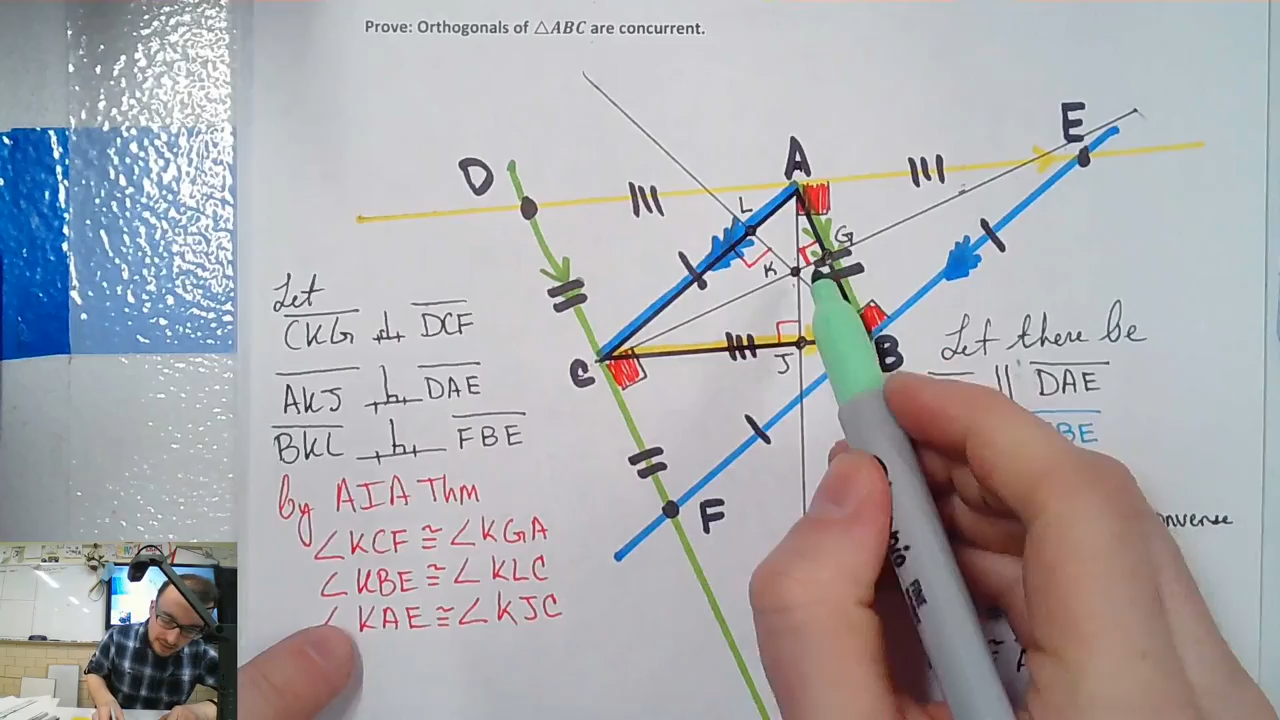 Prove: Orthogonals of △ABC are concurrent.
E
A
D
L
G
K
Let
CKG ⊥ DCF
AKJ ⊥ DAE
BKL ⊥ FBE
Let there be
∥ DAE
BE
J
B
C
F
by AIA Thm
∠KCF ≅ ∠KGA
∠KBE ≅ ∠KLC
∠KAE ≅ ∠KJC
onverse
FINE